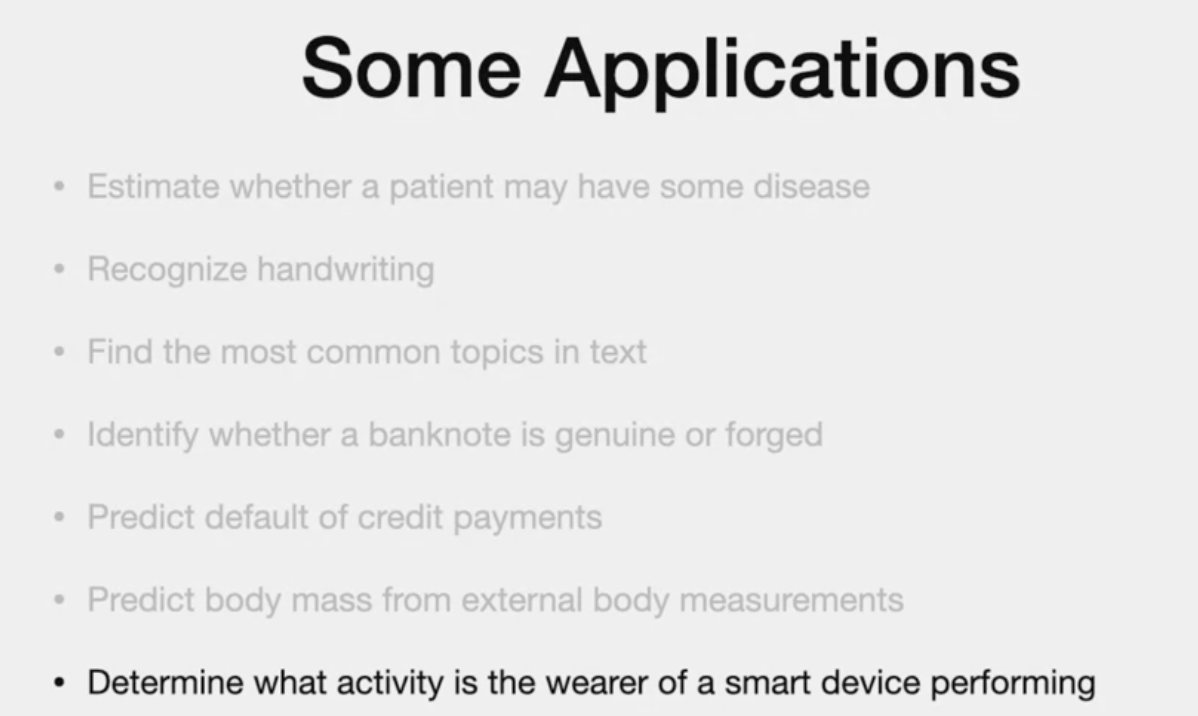 Some Applications
• Estimate whether a patient may have some disease
• Recognize handwriting
• Find the most common topics in text
• Identify whether a banknote is genuine or forged
• Predict default of credit payments
• Predict body mass from external body measurements
• Determine what activity is the wearer of a smart device performing